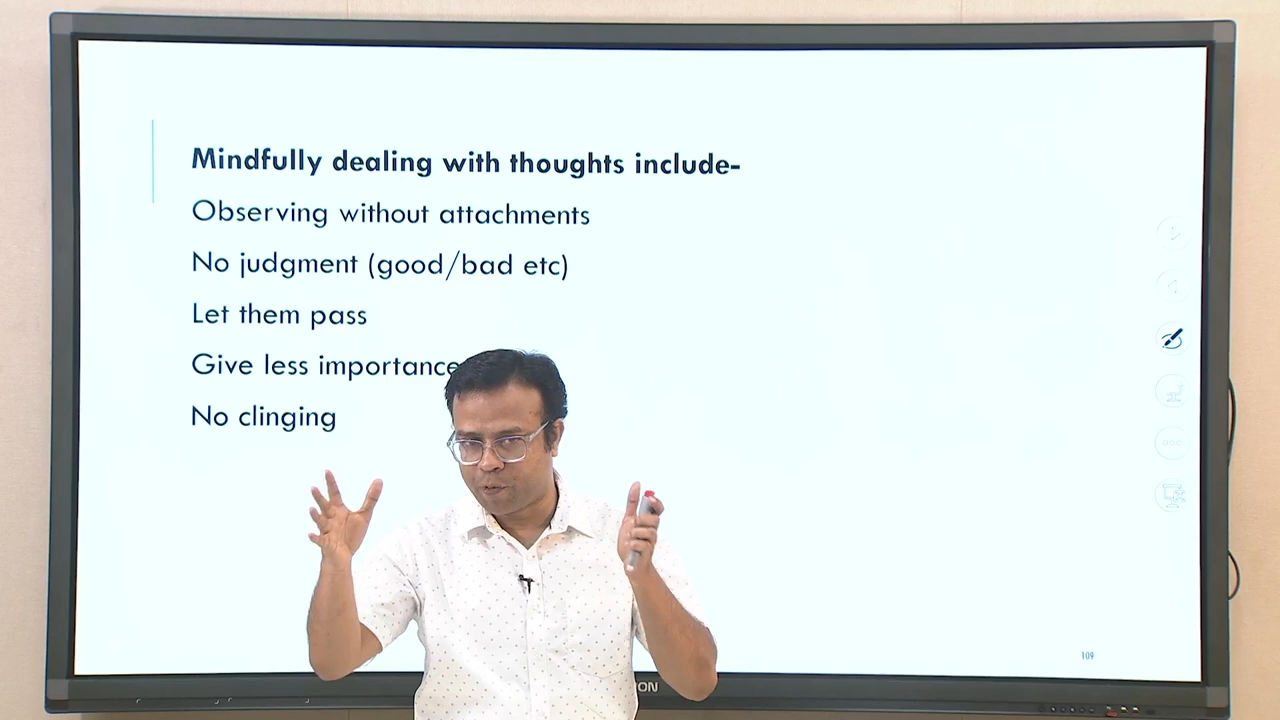 Mindfully dealing with thoughts include-
Observing without attachments
No judgment (good/bad etc)
Let them pass
Give less importance
No clinging
109
ON